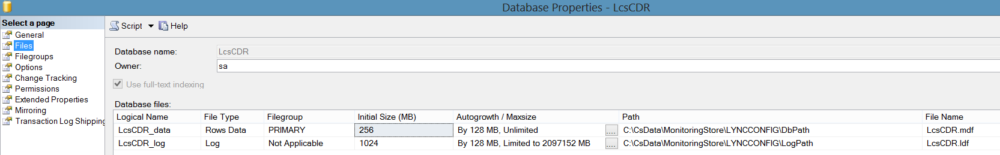 Database Properties - LcsCDR
Select a page
General
Files
Filegroups
Options
Change Tracking
Permissions
Extended Properties
Mirroring
Transaction Log Shipping
Script Help
Database name: LcsCDR
Owner: sa
Use full-text indexing
Database files:
Logical Name File Type Filegroup Initial Size (MB) Autogrowth / Maxsize Path File Name
LcsCDR_data Rows Data PRIMARY 256 By 128 MB, Unlimited .... C:\CsData\MonitoringStore\LYNCCONFIG\DbPath LcsCDR.mdf
LcsCDR_log Log Not Applicable 1024 By 128 MB, Limited to 2097152 MB .... C:\CsData\MonitoringStore\LYNCCONFIG\LogPath LcsCDR.ldf